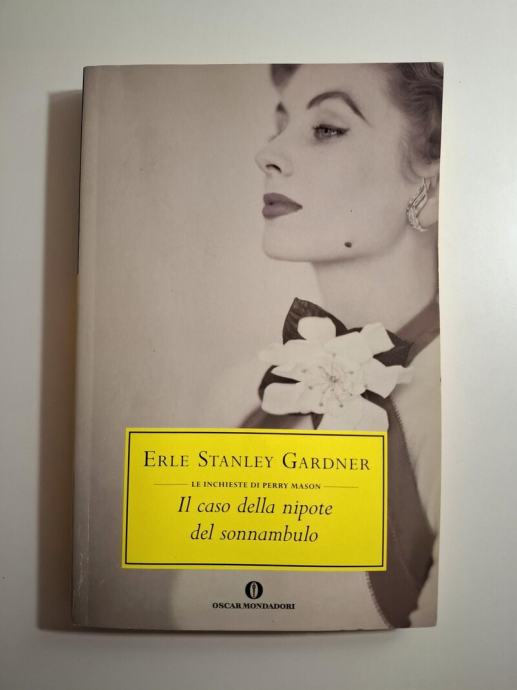 ERLE STANLEY GARDNER
LE INCHIESTE DI PERRY MASON
Il caso della nipote
del sonnambulo
OSCAR MONDADORI